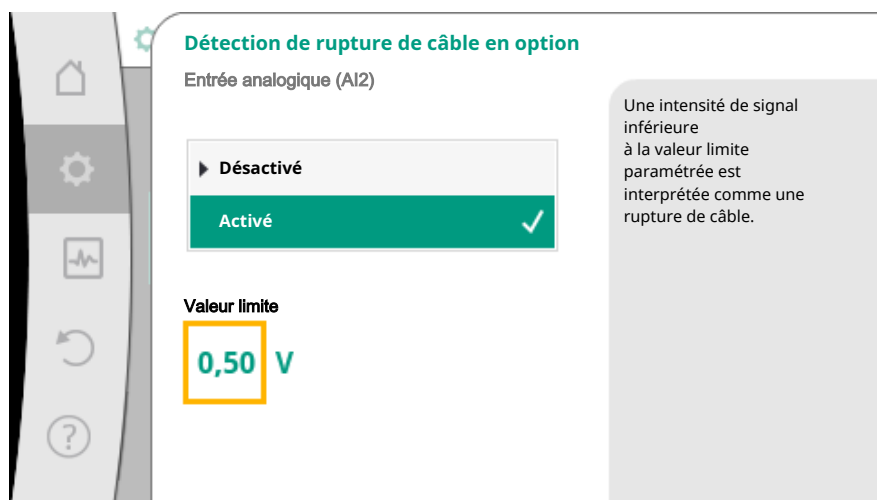 Détection de rupture de câble en option
Entrée analogique (AI2)
Une intensité de signal
inférieure
à la valeur limite
paramétrée est
interprétée comme une
rupture de câble.
Désactivé
Activé
Valeur limite
0,50 V
?